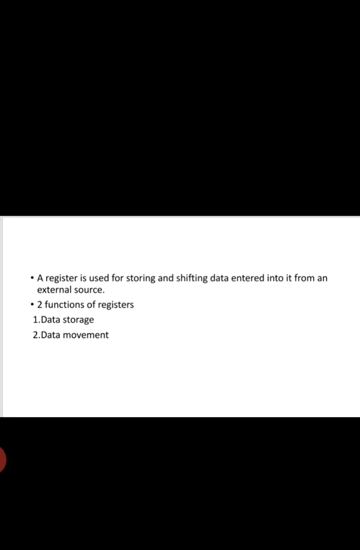 • A register is used for storing and shifting data entered into it from an
external source.
• 2 functions of registers
1.Data storage
2.Data movement